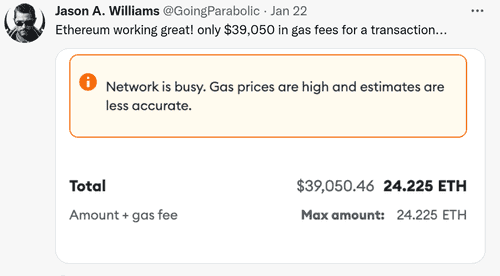 Jason A. Williams @GoingParabolic · Jan 22
Ethereum working great! only $39,050 in gas fees for a transaction…
Network is busy. Gas prices are high and estimates are
less accurate.
Total $39,050.46 24.225 ETH
Amount + gas fee Max amount: 24.225 ETH